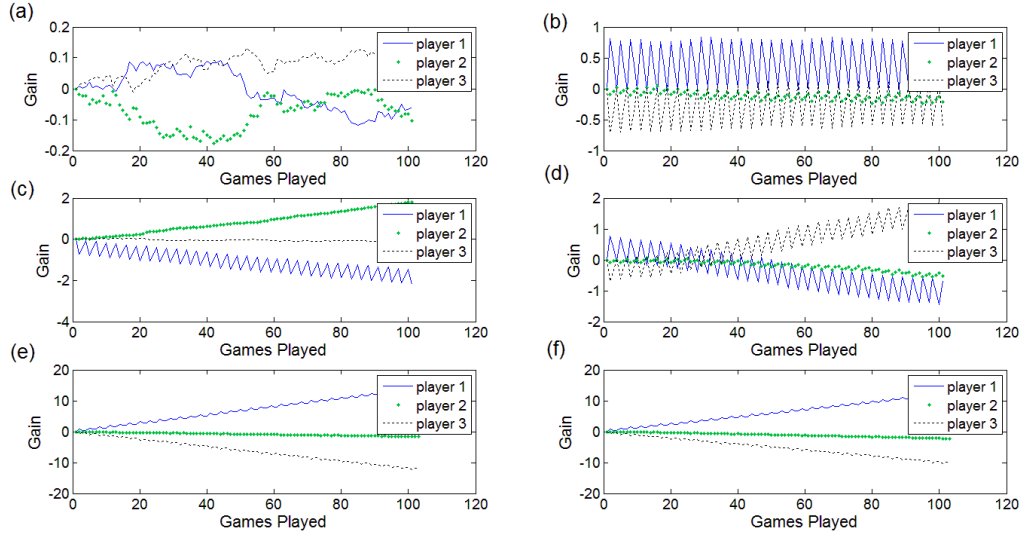 (a)
0.2
0.1
0
-0.1
-0.2
Gain
0 20 40 60 80 100 120
Games Played
player 1
player 2
player 3
(b)
1
0.5
0
-0.5
-1
Gain
0 20 40 60 80 100 120
Games Played
player 1
player 2
player 3
(c)
2
0
-2
-4
Gain
0 20 40 60 80 100 120
Games Played
player 1
player 2
player 3
(d)
2
1
0
-1
-2
Gain
0 20 40 60 80 100 120
Games Played
player 1
player 2
player 3
(e)
20
10
0
-10
-20
Gain
0 20 40 60 80 100 120
Games Played
player 1
player 2
player 3
(f)
20
10
0
-10
-20
Gain
0 20 40 60 80 100 120
Games Played
player 1
player 2
player 3